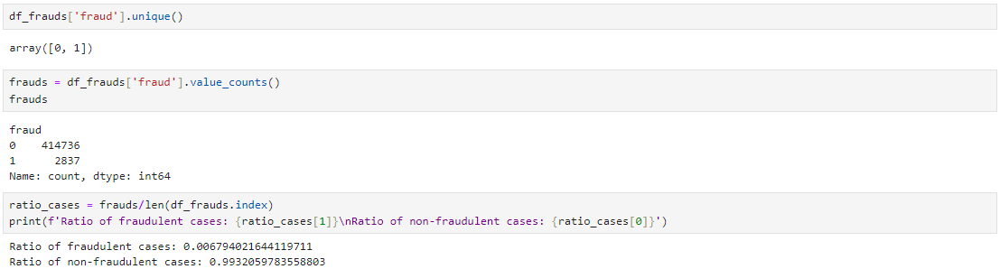 df_frauds['fraud'].unique()
array([0, 1])
frauds = df_frauds['fraud'].value_counts()
frauds
fraud
0    414736
1      2837
Name: count, dtype: int64
ratio_cases = frauds/len(df_frauds.index)
print(f'Ratio of fraudulent cases: {ratio_cases[1]}\nRatio of non-fraudulent cases: {ratio_cases[0]}')
Ratio of fraudulent cases: 0.006794021644119711
Ratio of non-fraudulent cases: 0.9932059783558803